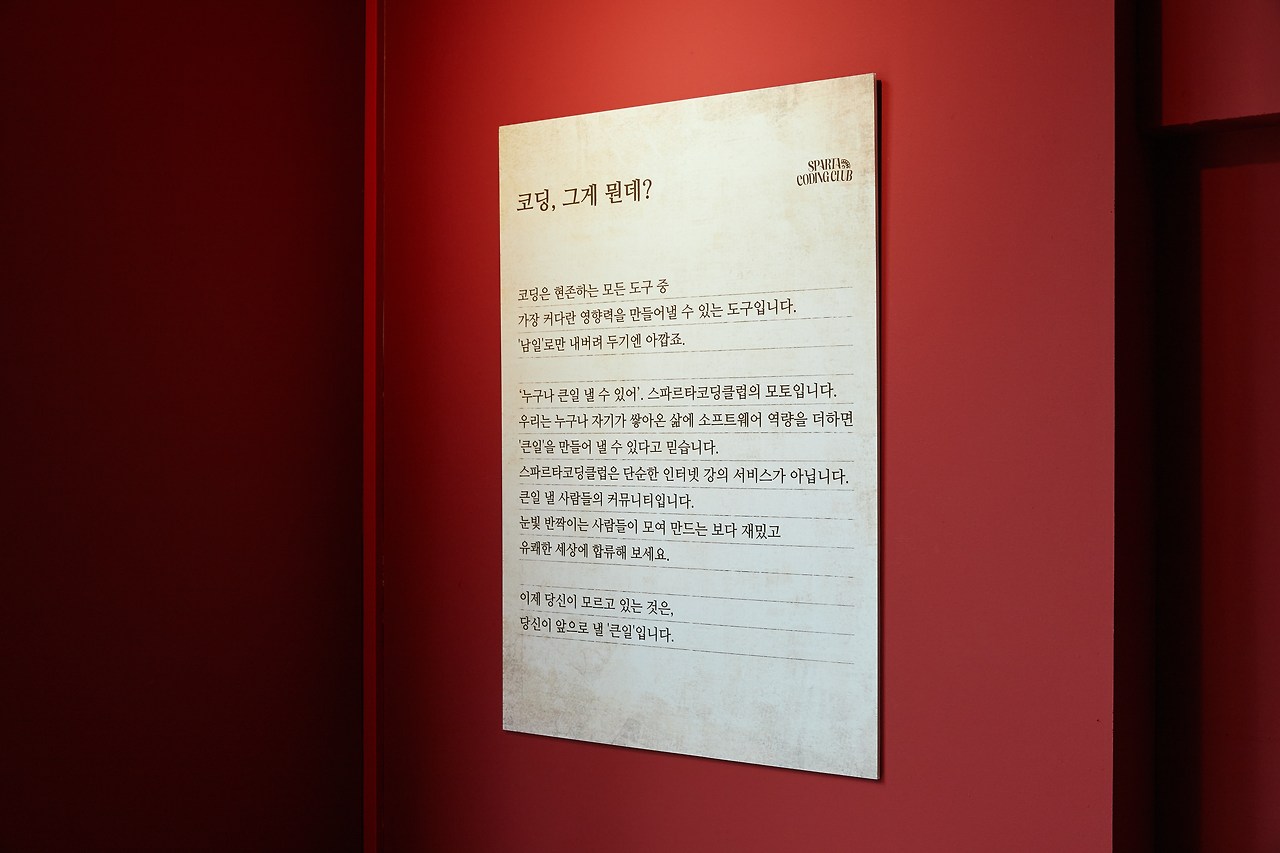 SPARTA
CODING CLUB
코딩, 그게 뭔데?
코딩은 현존하는 모든 도구 중
가장 커다란 영향력을 만들어낼 수 있는 도구입니다.
'남일'로만 내버려 두기엔 아깝죠.
'누구나 큰일 낼 수 있어'. 스파르타코딩클럽의 모토입니다.
우리는 누구나 자기가 쌓아온 삶에 소프트웨어 역량을 더하면
'큰일'을 만들어 낼 수 있다고 믿습니다.
스파르타코딩클럽은 단순한 인터넷 강의 서비스가 아닙니다.
큰일 낼 사람들의 커뮤니티입니다.
눈빛 반짝이는 사람들이 모여 만드는 보다 재밌고
유쾌한 세상에 합류해 보세요.
이제 당신이 모르고 있는 것은,
당신이 앞으로 낼 '큰일'입니다.